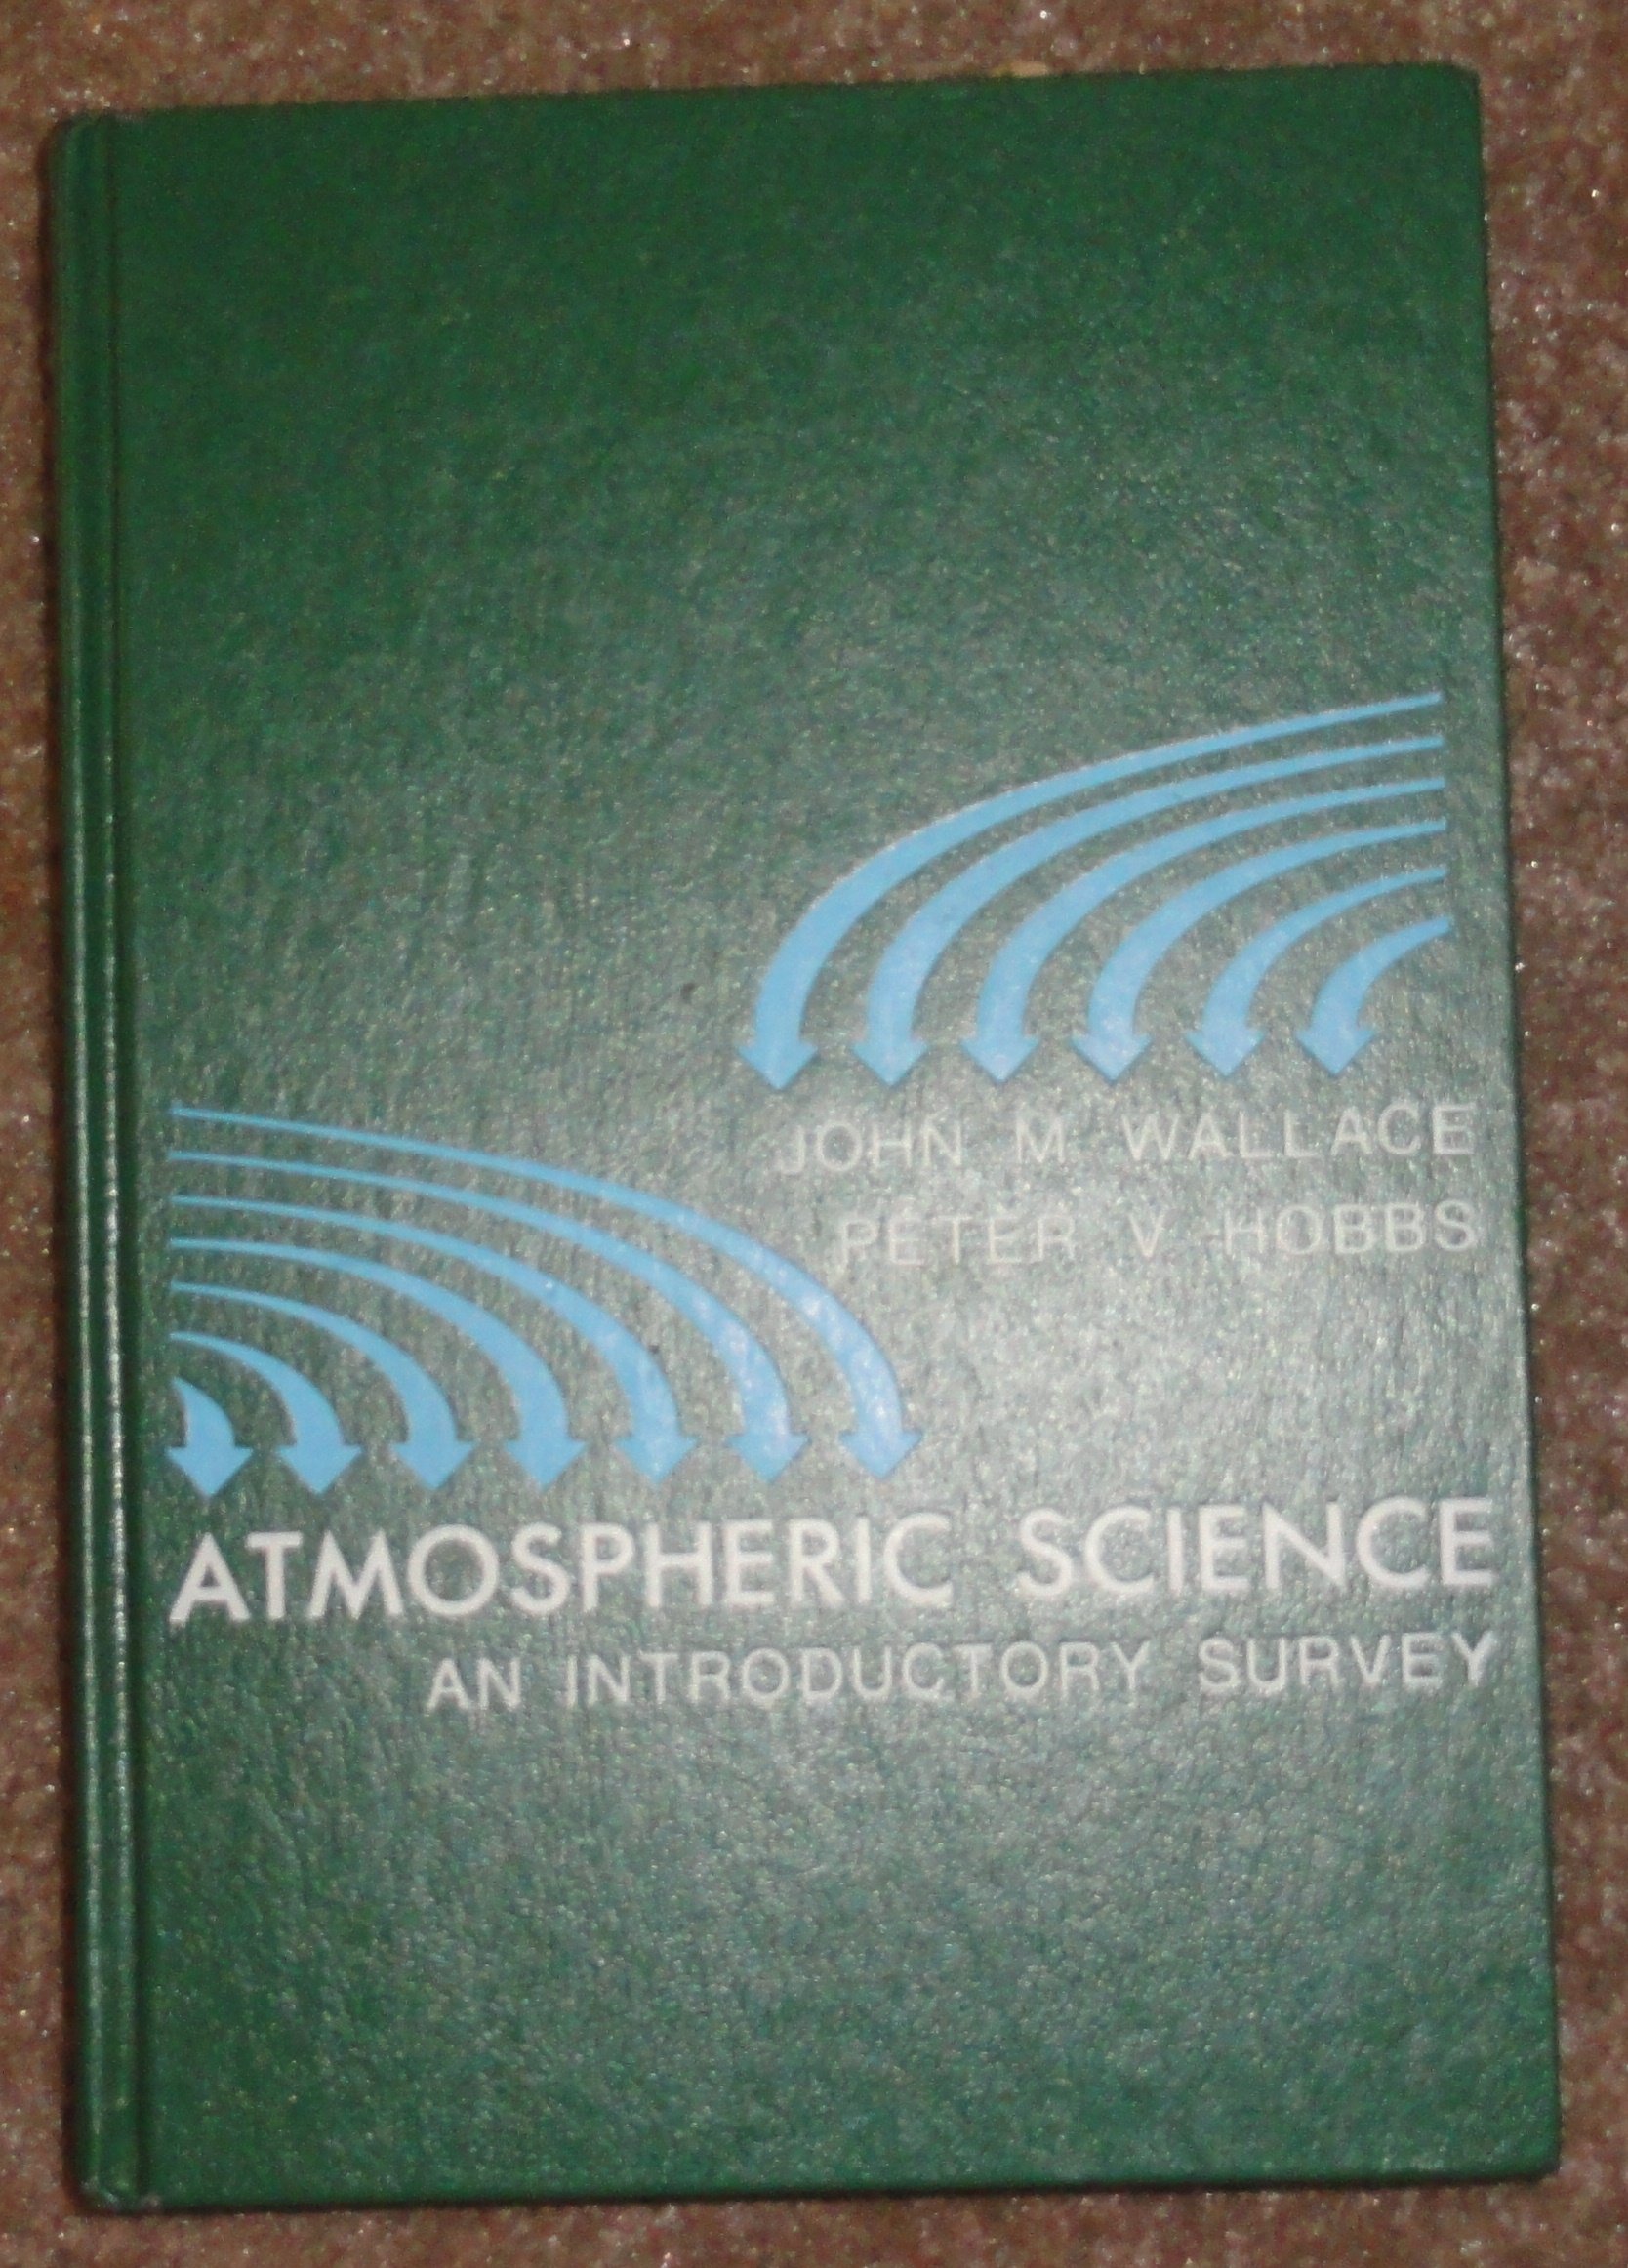 JOHN M WALLACE
PETER V HOBBS
ATMOSPHERIC SCIENCE
AN INTRODUCTORY SURVEY